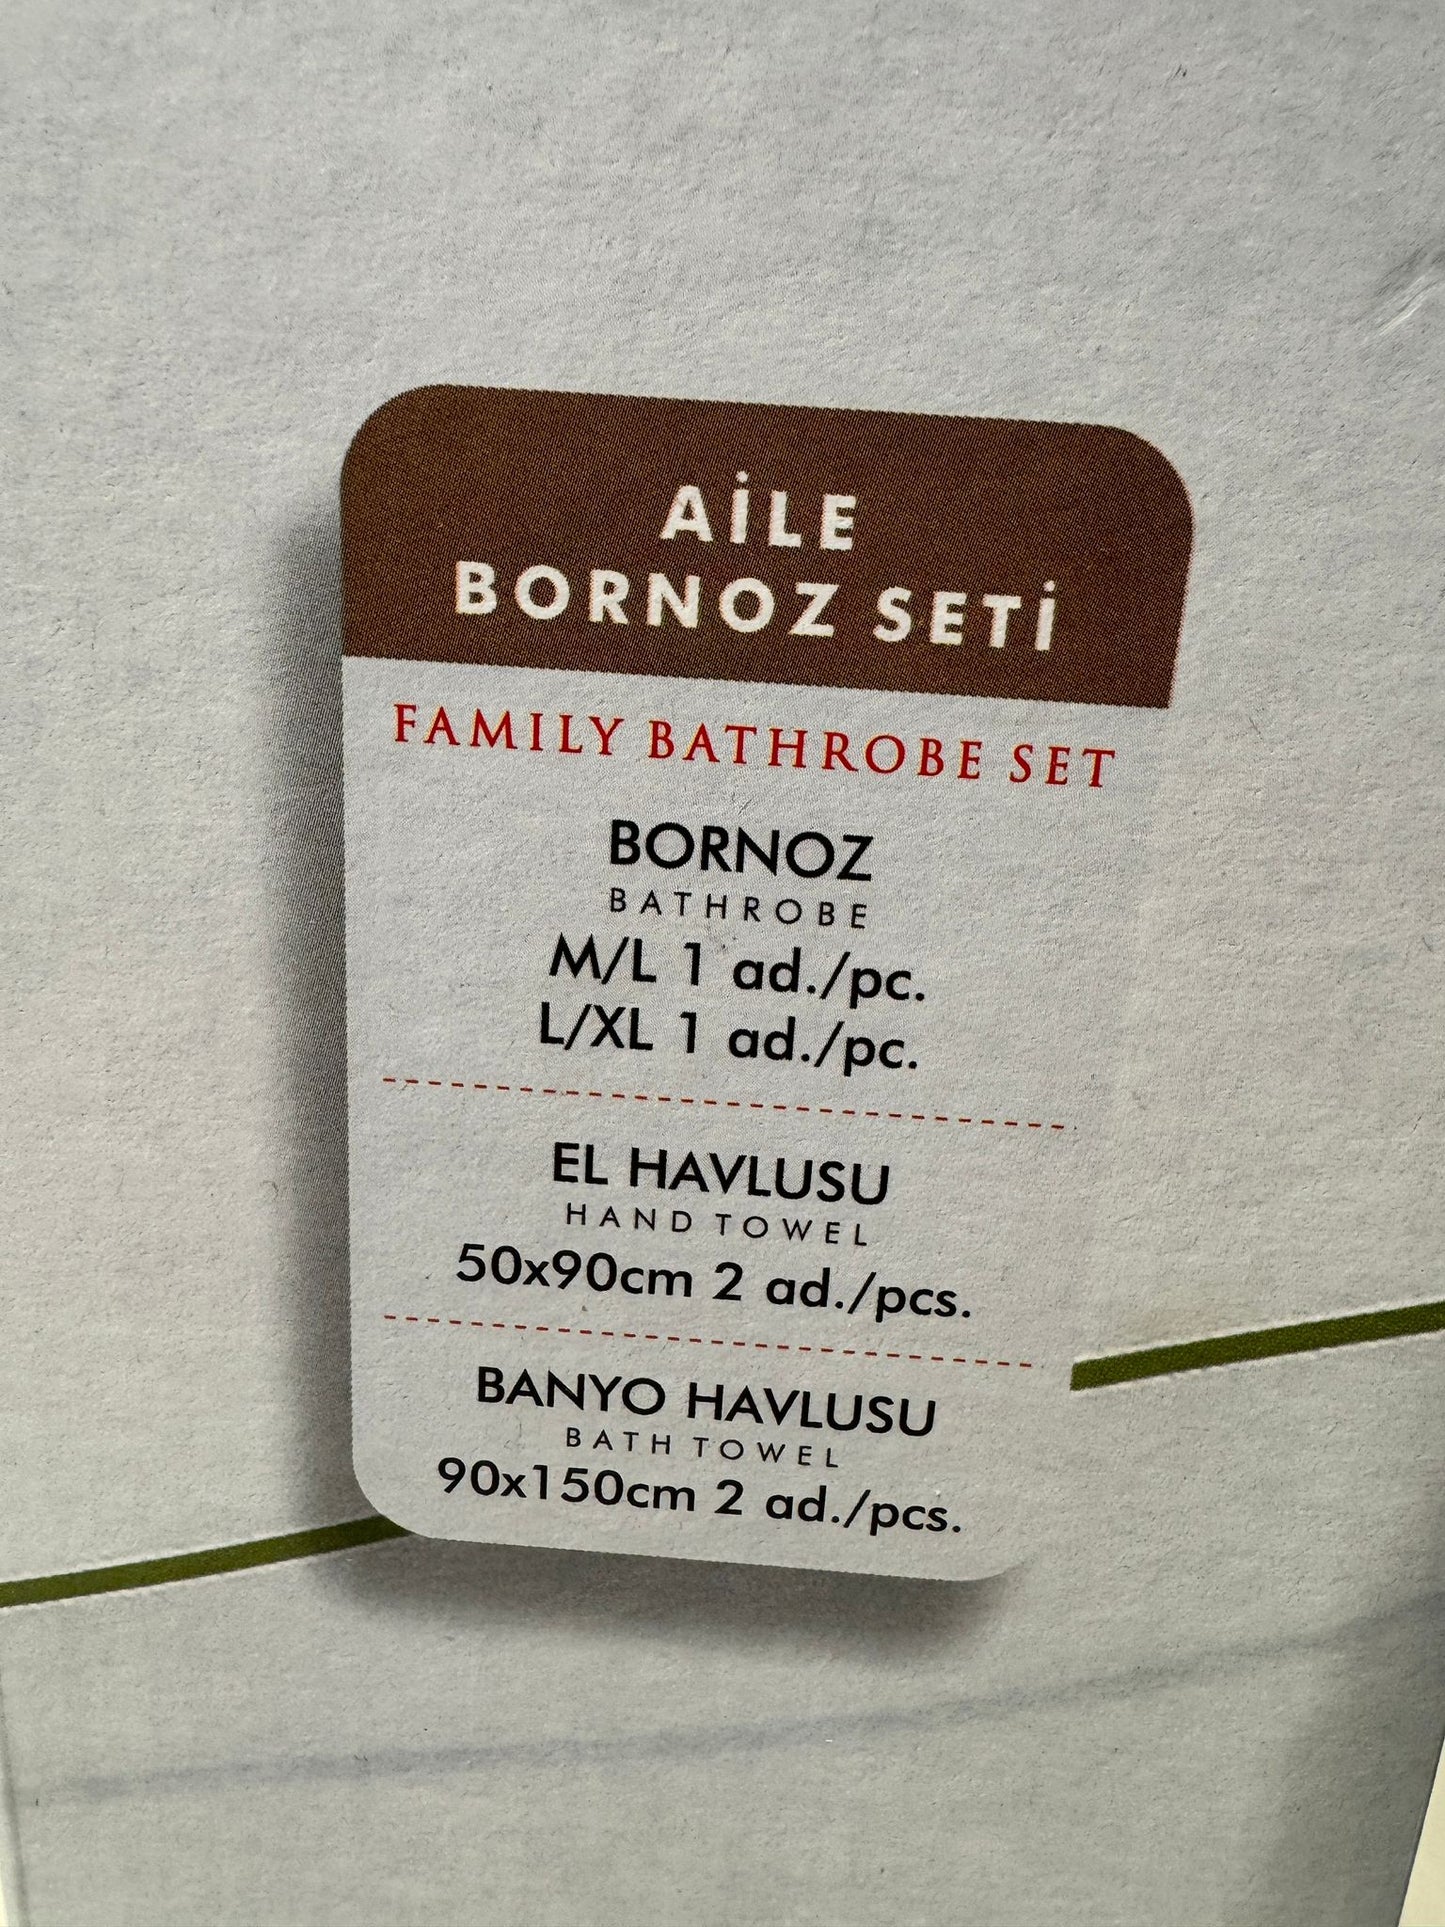 AİLE
BORNOZ SETİ
FAMILY BATHROBE SET
BORNOZ
BATHROBE
M/L 1 ad./pc.
L/XL 1 ad./pc.
EL HAVLUSU
HAND TOWEL
50x90cm 2 ad./pcs.
BANYO HAVLUSU
BATH TOWEL
90x150cm 2 ad./pcs.